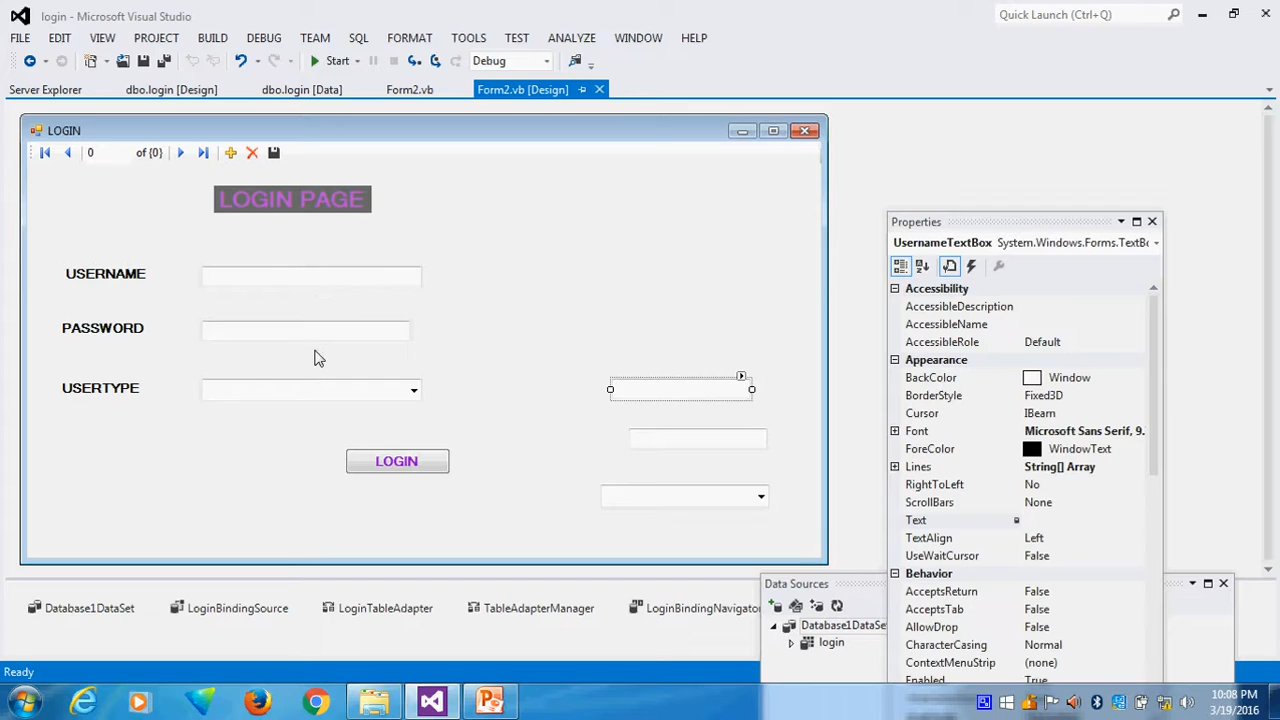 login - Microsoft Visual Studio
Quick Launch (Ctrl+Q)
FILE EDIT VIEW PROJECT BUILD DEBUG TEAM SQL FORMAT TOOLS TEST ANALYZE WINDOW HELP
Start Debug
Server Explorer dbo.login [Design] dbo.login [Data] Form2.vb Form2.vb [Design]
LOGIN
0 of {0}
LOGIN PAGE
USERNAME
PASSWORD
USERTYPE
LOGIN
Properties
UsernameTextBox System.Windows.Forms.TextBo
Accessibility
AccessibleDescription
AccessibleName
AccessibleRole Default
Appearance
BackColor Window
BorderStyle Fixed3D
Cursor IBeam
Font Microsoft Sans Serif, 9.
ForeColor WindowText
Lines String[] Array
RightToLeft No
ScrollBars None
Text
TextAlign Left
UseWaitCursor False
Behavior
AcceptsReturn False
AcceptsTab False
AllowDrop False
CharacterCasing Normal
ContextMenuStrip (none)
Enabled True
Data Sources
Database1DataSet
login
Database1DataSet LoginBindingSource LoginTableAdapter TableAdapterManager LoginBindingNavigator
Ready
10:08 PM
3/19/2016